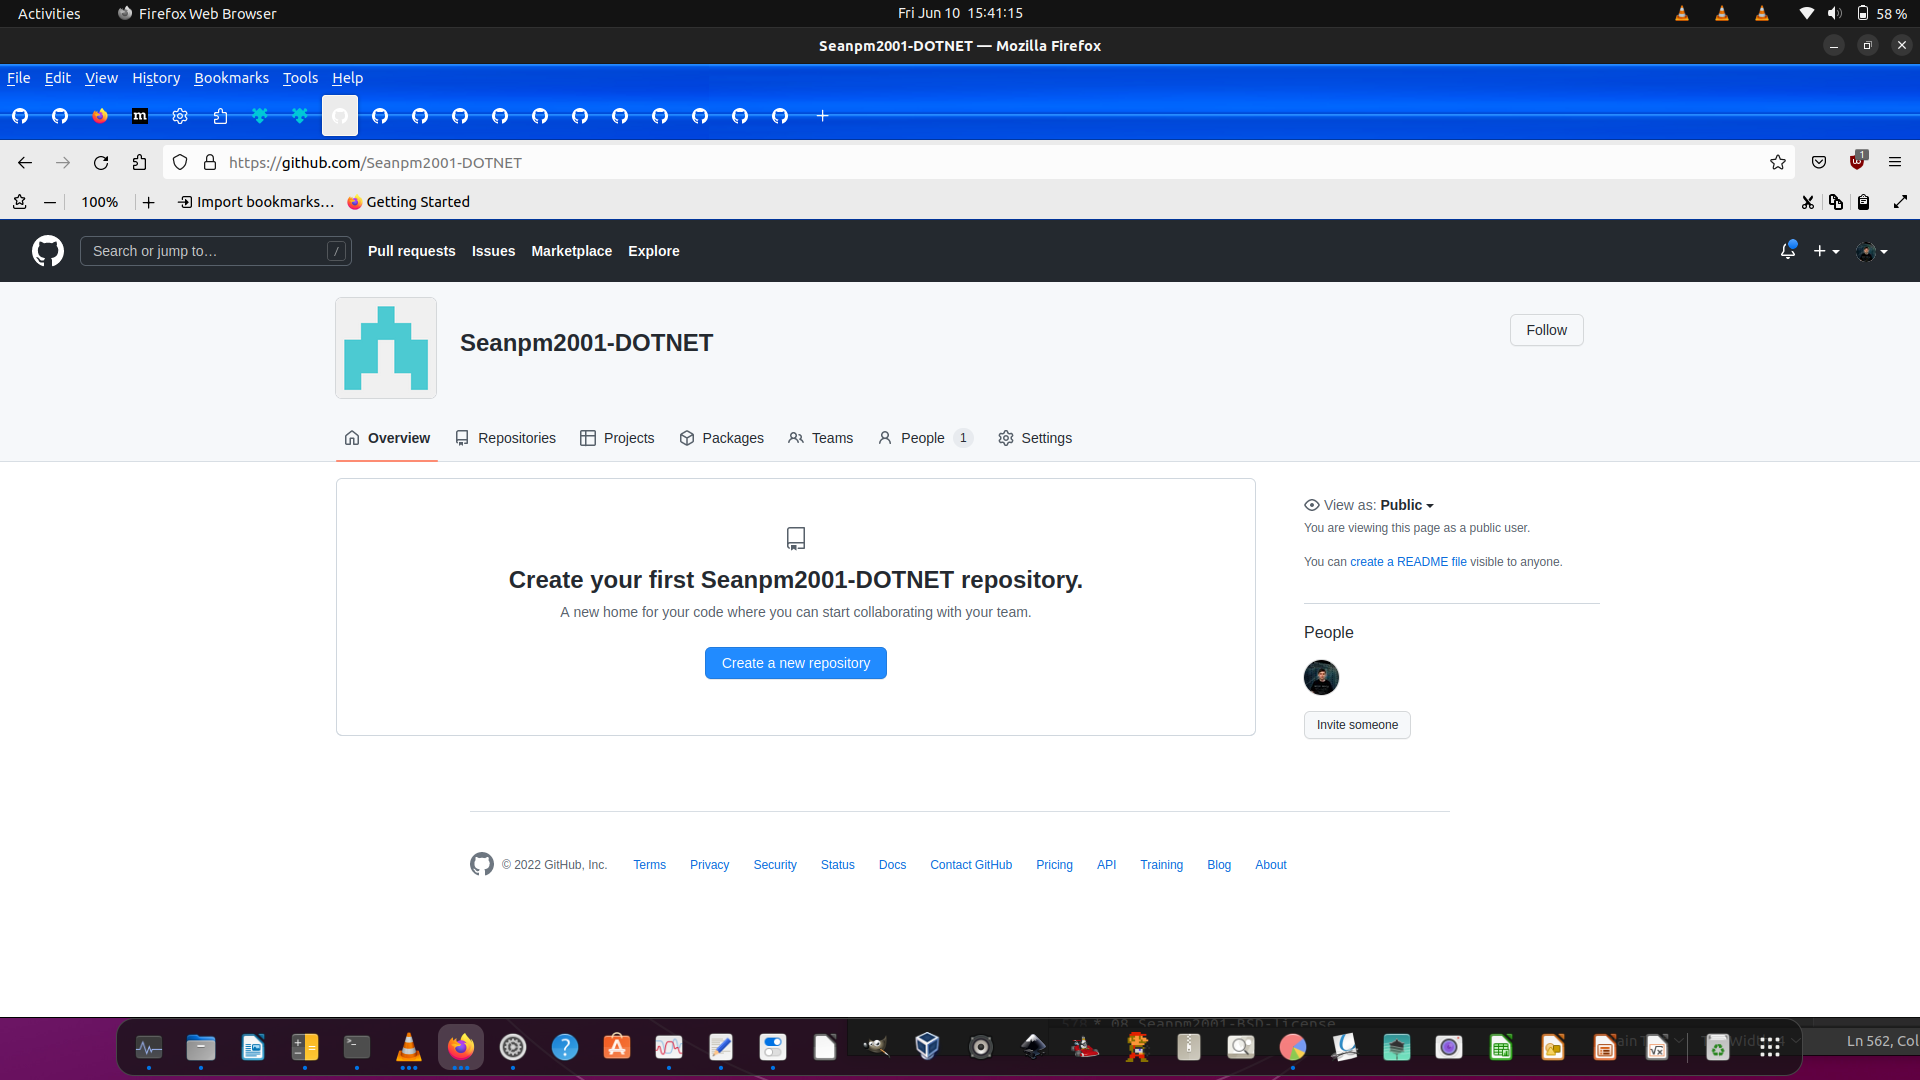 Activities Firefox Web Browser Fri Jun 10 15:41:15 58 %
Seanpm2001-DOTNET — Mozilla Firefox
File Edit View History Bookmarks Tools Help
https://github.com/Seanpm2001-DOTNET 1
100% Import bookmarks… Getting Started
Search or jump to… / Pull requests Issues Marketplace Explore
Seanpm2001-DOTNET
Follow
Overview Repositories Projects Packages Teams People 1 Settings
View as: Public
You are viewing this page as a public user.
You can create a README file visible to anyone.
Create your first Seanpm2001-DOTNET repository.
A new home for your code where you can start collaborating with your team.
Create a new repository
People
Invite someone
© 2022 GitHub, Inc. Terms Privacy Security Status Docs Contact GitHub Pricing API Training Blog About
* 08 Seanpm2001-BSD-license
Ln 562, Col